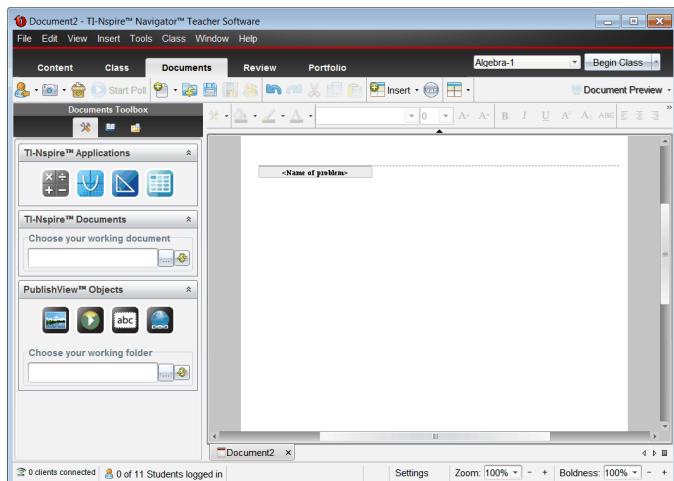 Document2 - TI-Nspire™ Navigator™ Teacher Software
File Edit View Insert Tools Class Window Help
Content Class Documents Review Portfolio
Algebra-1
Begin Class
Start Poll
Insert
Document Preview
Documents Toolbox
0
A+ A- B I U
ABC
TI-Nspire™ Applications
TI-Nspire™ Documents
Choose your working document
...
PublishView™ Objects
abc
Choose your working folder
...
<Name of problem>
Document2
0 clients connected
0 of 11 Students logged in
Settings
Zoom: 100% - +
Boldness: 100% - +